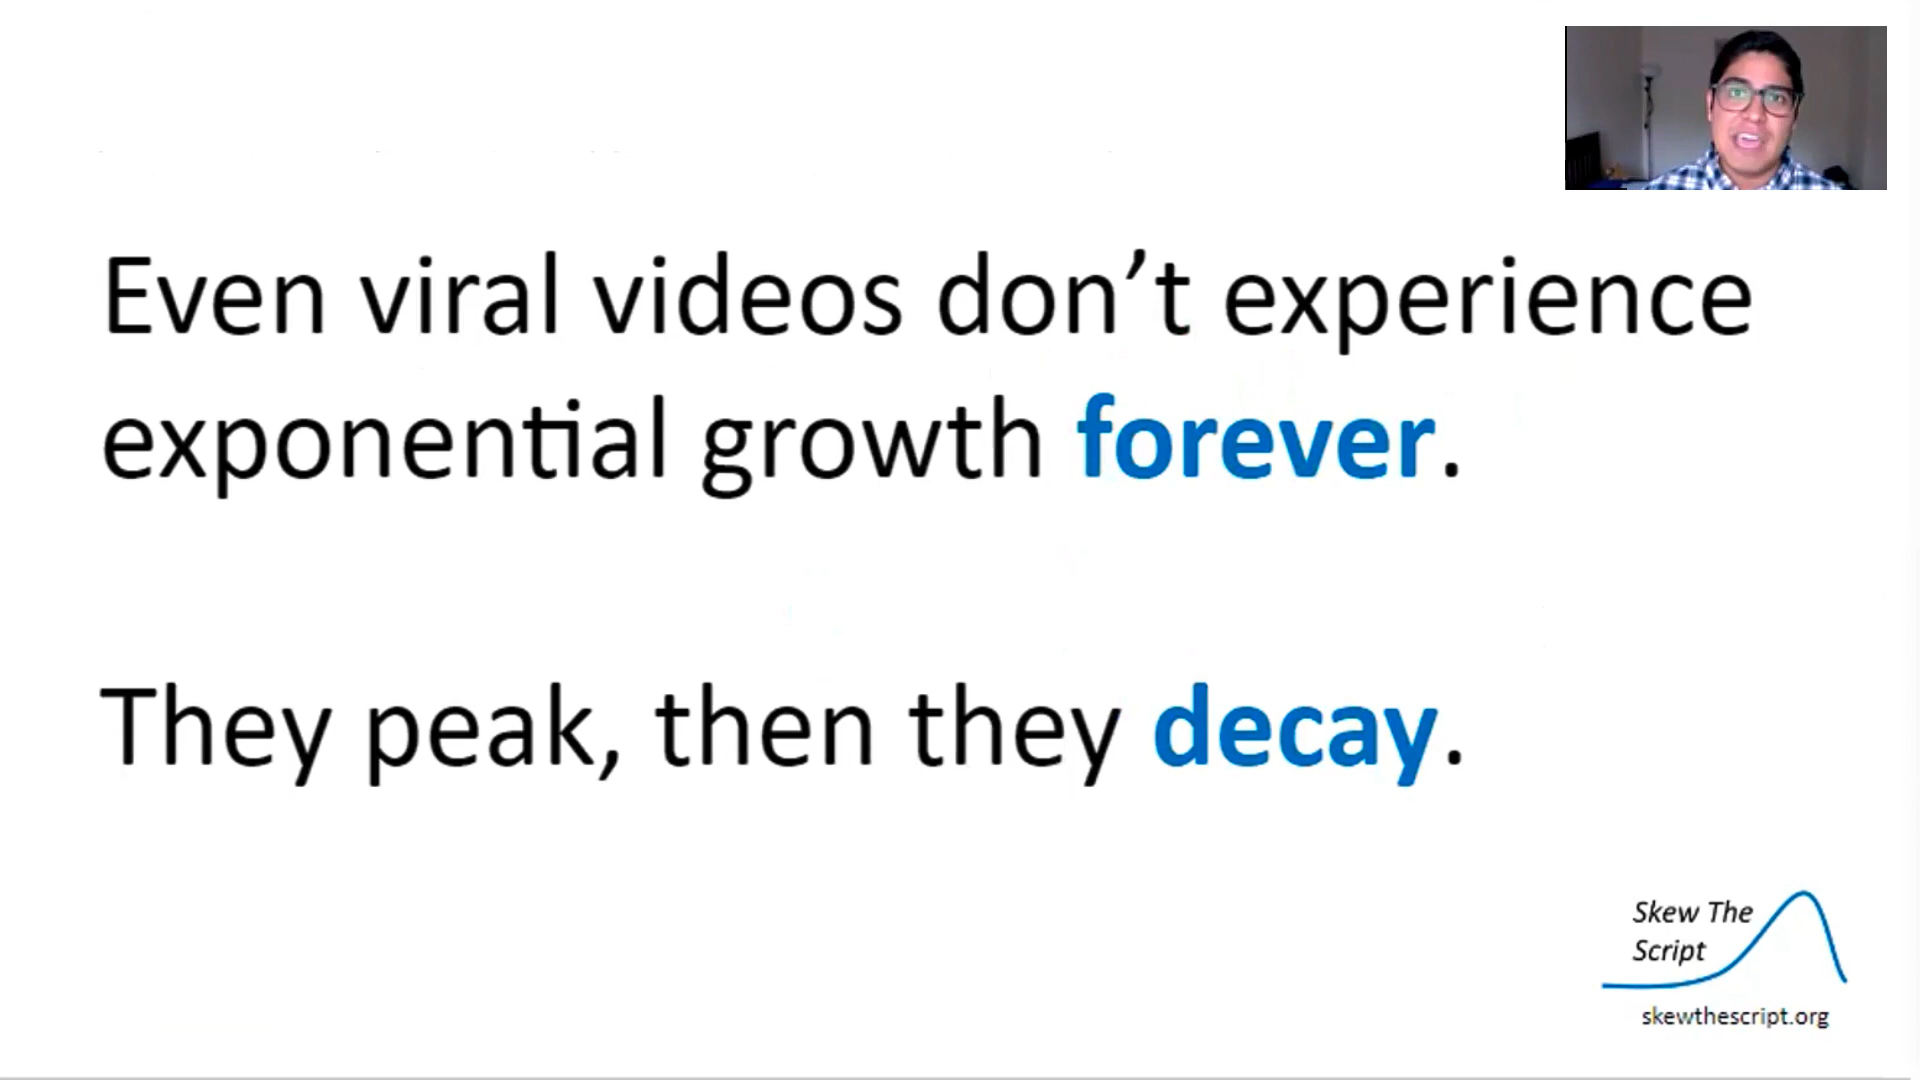 Even viral videos don’t experience
exponential growth forever.
They peak, then they decay.
Skew The
Script
skewthescript.org